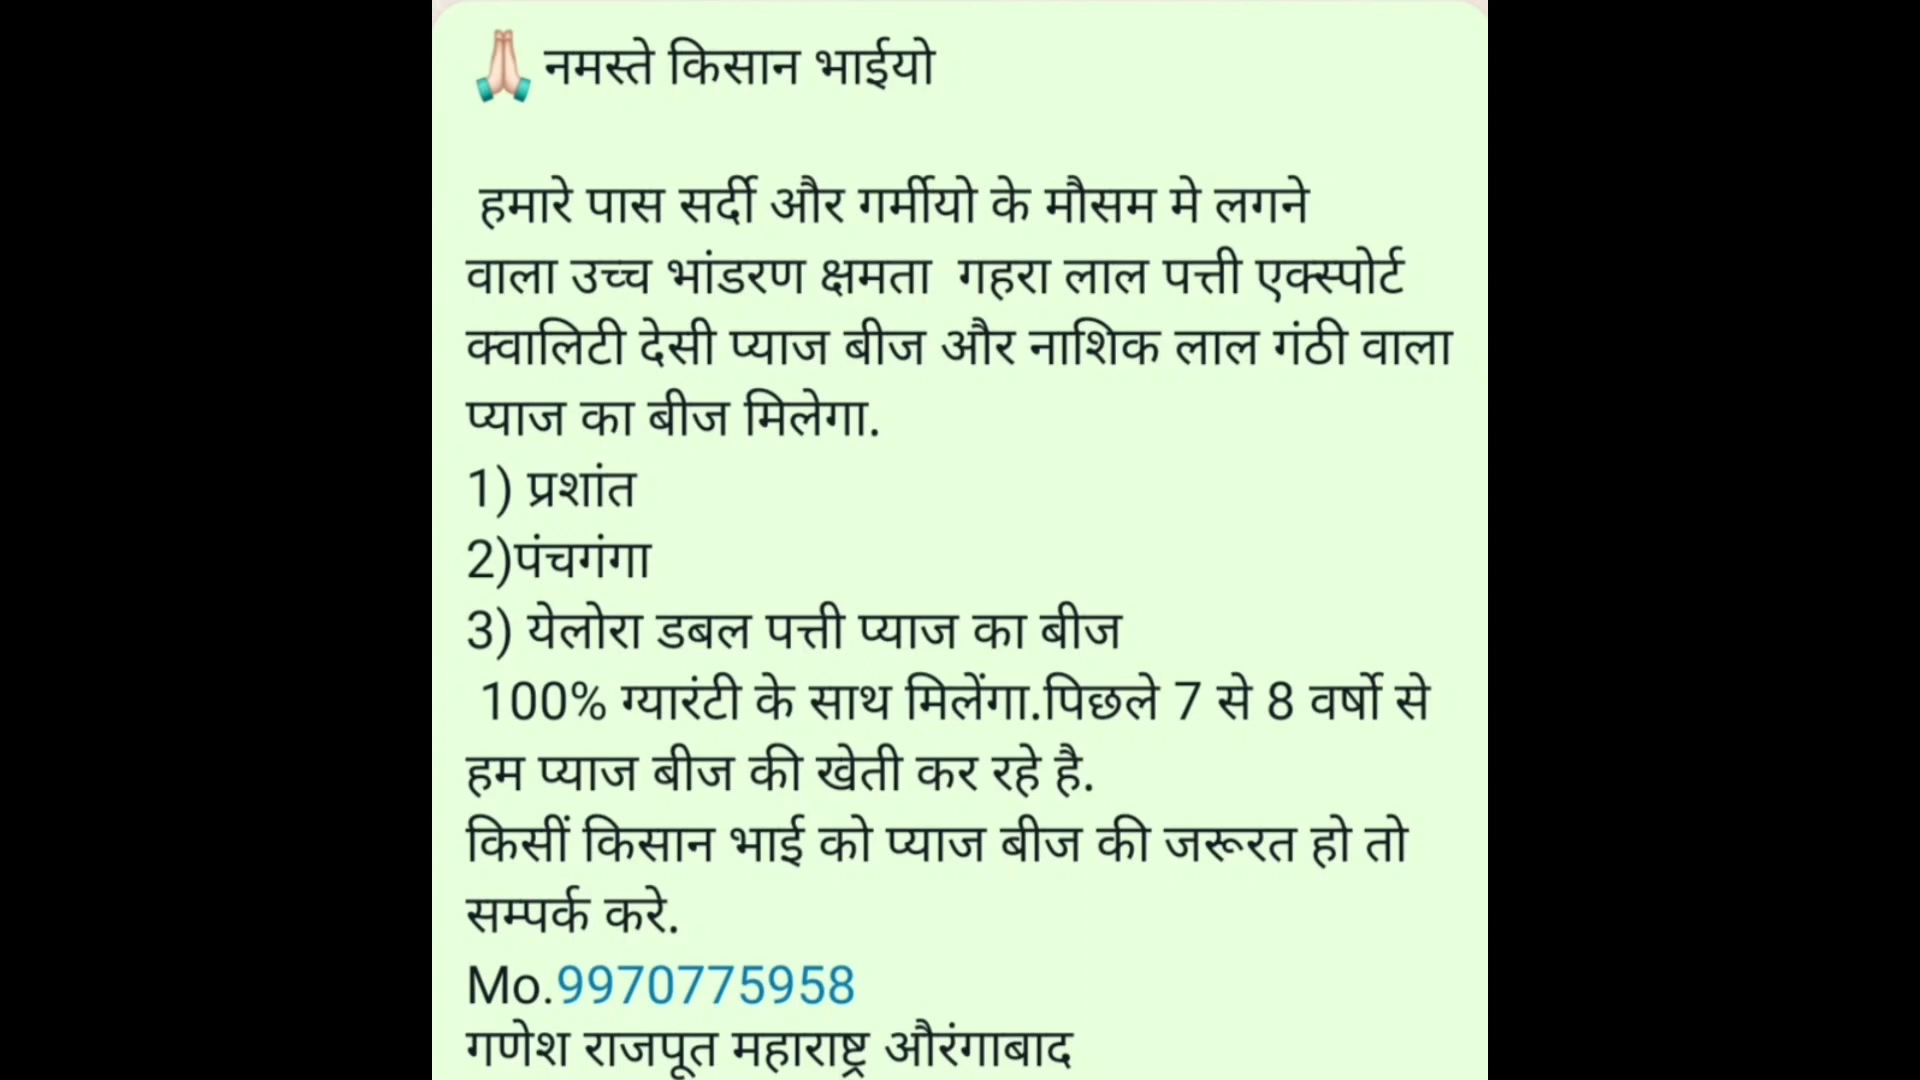 🙏🏻नमस्ते किसान भाईयो
हमारे पास सर्दी और गर्मीयो के मौसम मे लगने
वाला उच्च भांडरण क्षमता गहरा लाल पत्ती एक्स्पोर्ट
क्वालिटी देसी प्याज बीज और नाशिक लाल गंठी वाला
प्याज का बीज मिलेगा.
1) प्रशांत
2)पंचगंगा
3) येलोरा डबल पत्ती प्याज का बीज
100% ग्यारंटी के साथ मिलेंगा.पिछले 7 से 8 वर्षो से
हम प्याज बीज की खेती कर रहे है.
किसीं किसान भाई को प्याज बीज की जरूरत हो तो
सम्पर्क करे.
Mo.9970775958
गणेश राजपूत महाराष्ट्र औरंगाबाद